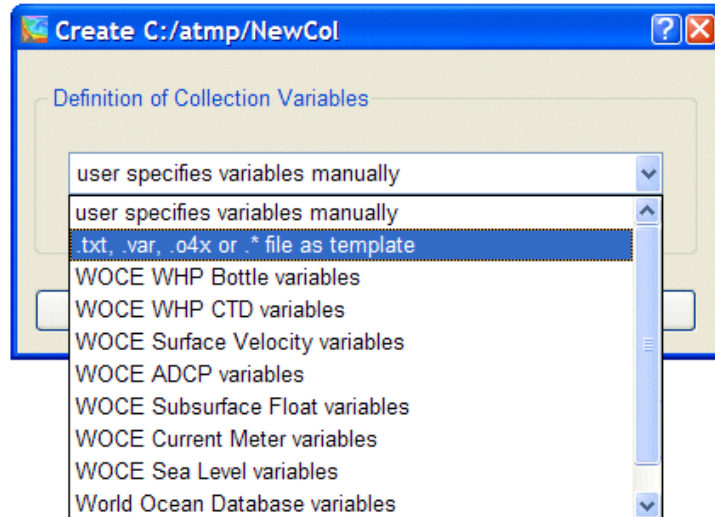 Create C:/atmp/NewCol
Definition of Collection Variables
user specifies variables manually
user specifies variables manually
.txt, .var, .o4x or .* file as template
WOCE WHP Bottle variables
WOCE WHP CTD variables
WOCE Surface Velocity variables
WOCE ADCP variables
WOCE Subsurface Float variables
WOCE Current Meter variables
WOCE Sea Level variables
World Ocean Database variables